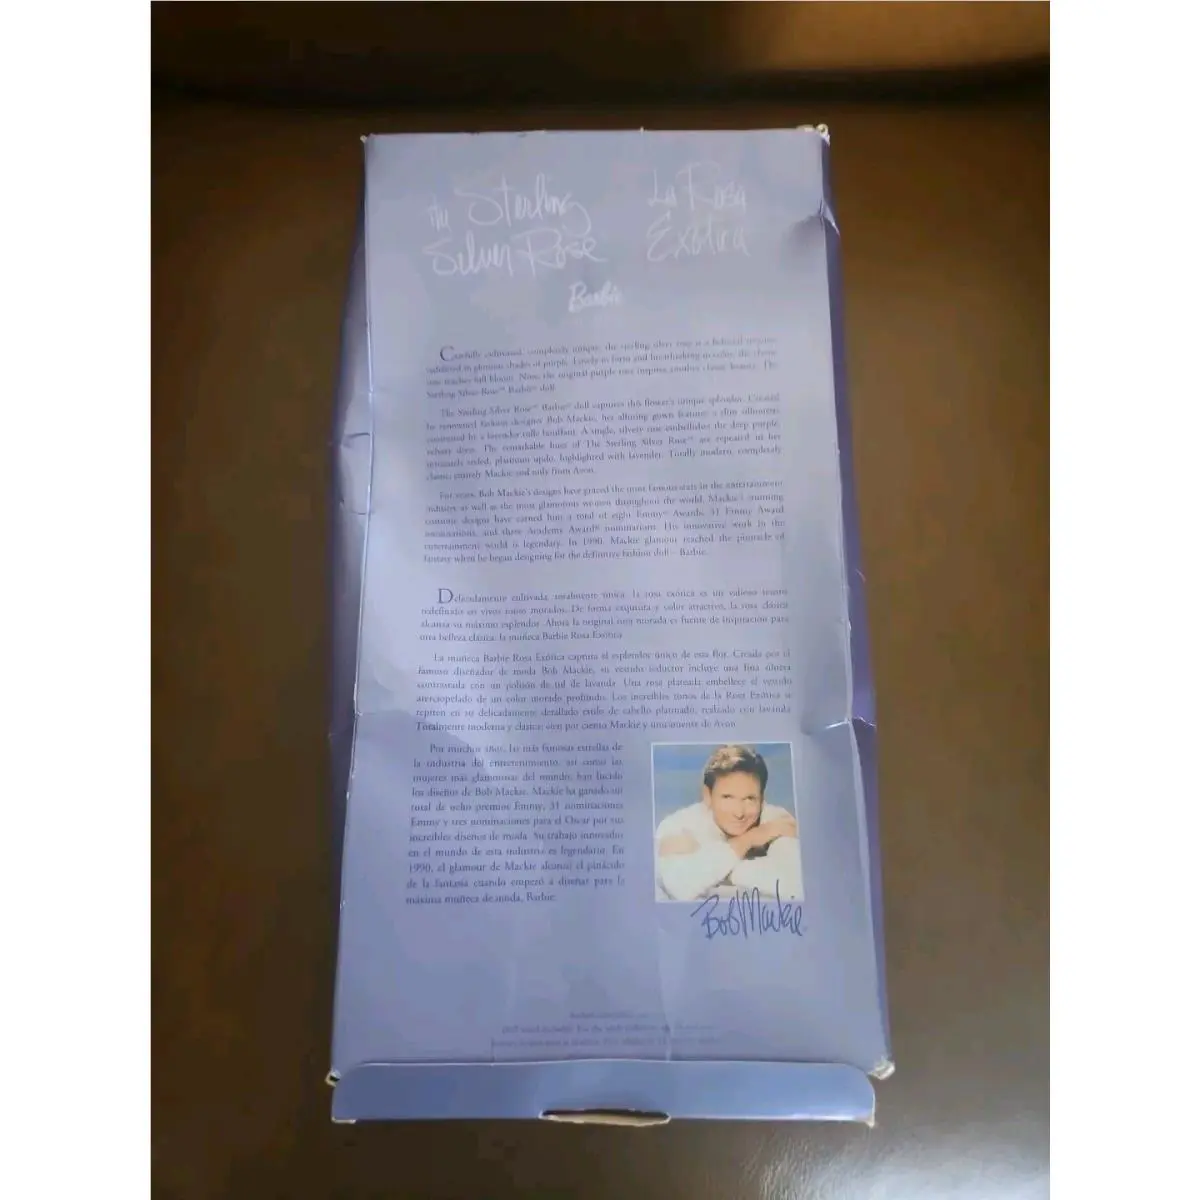 The Sterling
Silver Rose
La Rosa
Exótica
Barbie
Carefully cultivated, completely unique, the sterling silver rose is a beloved treasure
redefined in glorious shades of purple. Lovely in form and breathtaking in color, the classic
rose reaches full bloom. Now, the original purple rose inspires another classic beauty. The
Sterling Silver Rose™ Barbie® doll.
The Sterling Silver Rose™ Barbie® doll captures this flower's unique splendor. Created
by renowned fashion designer Bob Mackie, her alluring gown features a slim silhouette
contrasted by a lavender tulle bouffant. A single, silvery rose embellishes the deep purple,
velvety dress. The remarkable hues of The Sterling Silver Rose™ are repeated in her
intricately styled, platinum updo, highlighted with lavender. Totally modern, completely
classic, entirely Mackie and only from Avon.
For years, Bob Mackie's designs have graced the most famous stars in the entertainment
industry as well as the most glamorous women throughout the world. Mackie's stunning
costume designs have earned him a total of eight Emmy® Awards, 31 Emmy Award
nominations, and three Academy Award® nominations. His innovative work in the
entertainment world is legendary. In 1990, Mackie glamour reached the pinnacle of
fantasy when he began designing for the definitive fashion doll – Barbie.
Delicadamente cultivada, totalmente única, la rosa exótica es un valioso tesoro
redefinido en vivos tonos morados. De forma exquisita y color atractivo, la rosa clásica
alcanza su máximo esplendor. Ahora la original rosa morada es fuente de inspiración para
otra belleza clásica: la muñeca Barbie Rosa Exótica.
La muñeca Barbie Rosa Exótica captura el esplendor único de esta flor. Creada por el
famoso diseñador de moda Bob Mackie, su vestido seductor incluye una fina silueta
contrastada con un polisón de tul de lavanda. Una rosa plateada embellece el vestido
aterciopelado de un color morado profundo. Los increíbles tonos de la Rosa Exótica se
repiten en su delicadamente detallado estilo de cabello platinado, realzado con lavanda.
Totalmente moderna y clásica; cien por ciento Mackie y únicamente de Avon.
Por muchos años, las más famosas estrellas de
la industria del entretenimiento, así como las
mujeres más glamorosas del mundo, han lucido
los diseños de Bob Mackie. Mackie ha ganado un
total de ocho premios Emmy, 31 nominaciones
Emmy y tres nominaciones para el Oscar por sus
increíbles diseños de moda. Su trabajo innovador
en el mundo de esta industria es legendario. En
1990, el glamour de Mackie alcanzó el pináculo
de la fantasía cuando empezó a diseñar para la
máxima muñeca de moda, Barbie.
Bob Mackie